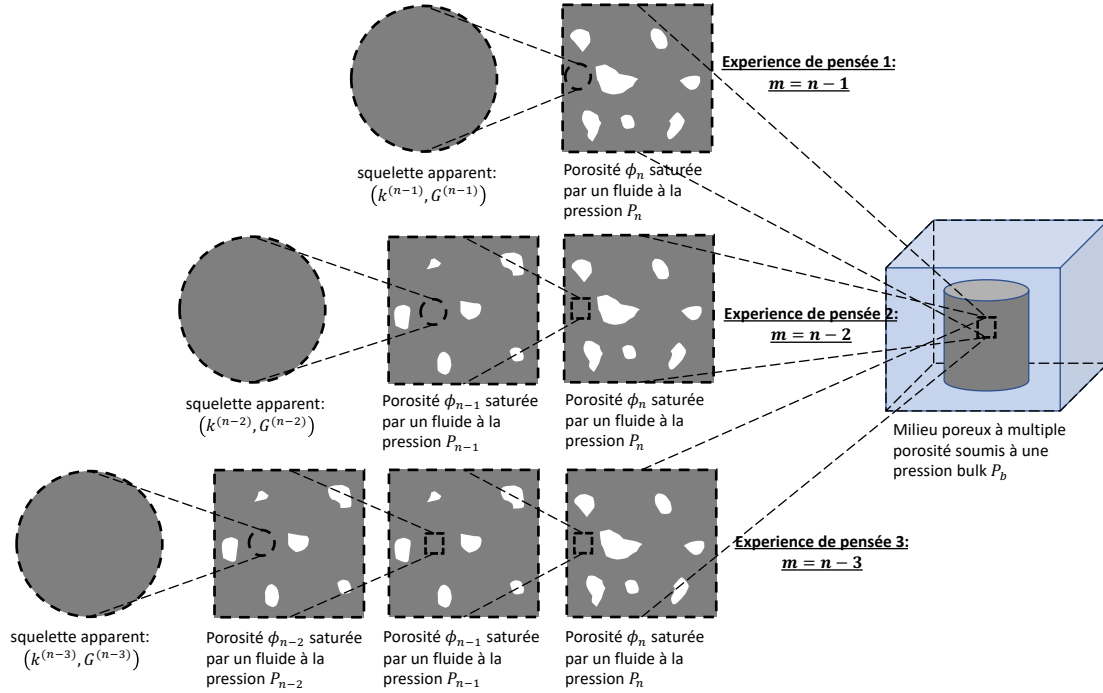 Experience de pensée 1:
m = n − 1
squelette apparent:
(k^(n−1), G^(n−1))
Porosité ϕ_n saturée
par un fluide à la
pression P_n
Experience de pensée 2:
m = n − 2
squelette apparent:
(k^(n−2), G^(n−2))
Porosité ϕ_{n−1} saturée
par un fluide à la
pression P_{n−1}
Porosité ϕ_n saturée
par un fluide à la
pression P_n
Milieu poreux à multiple
porosité soumis à une
pression bulk P_b
Experience de pensée 3:
m = n − 3
squelette apparent:
(k^(n−3), G^(n−3))
Porosité ϕ_{n−2} saturée
par un fluide à la
pression P_{n−2}
Porosité ϕ_{n−1} saturée
par un fluide à la
pression P_{n−1}
Porosité ϕ_n saturée
par un fluide à la
pression P_n